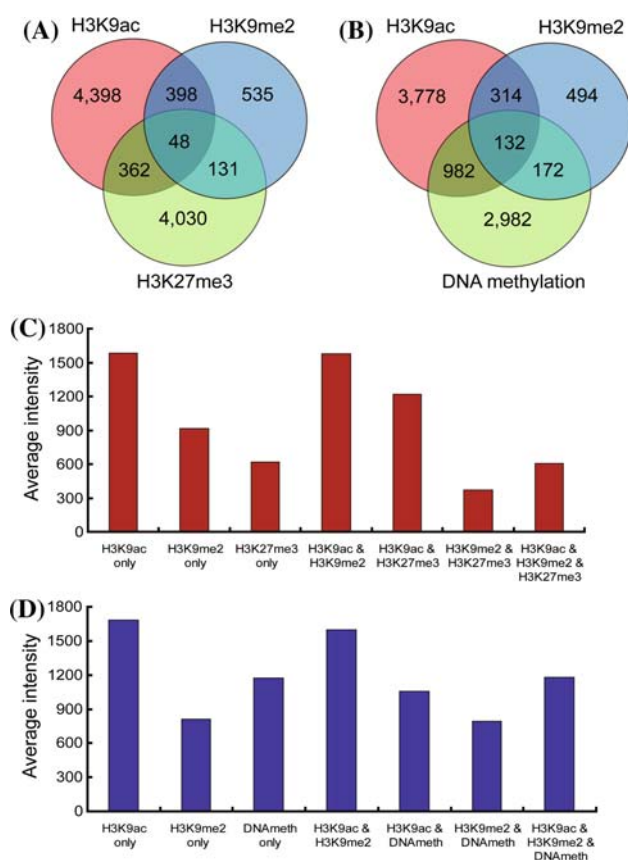 (A)
H3K9ac
H3K9me2
4,398
398
535
48
362
131
4,030
H3K27me3
(B)
H3K9ac
H3K9me2
3,778
314
494
132
982
172
2,982
DNA methylation
(C)
Average intensity
1800
1500
1200
900
600
300
0
H3K9ac
only
H3K9me2
only
H3K27me3
only
H3K9ac &
H3K9me2
H3K9ac &
H3K27me3
H3K9me2 &
H3K27me3
H3K9ac &
H3K9me2 &
H3K27me3
(D)
Average intensity
1800
1500
1200
900
600
300
0
H3K9ac
only
H3K9me2
only
DNAmeth
only
H3K9ac &
H3K9me2
H3K9ac &
DNAmeth
H3K9me2 &
DNAmeth
H3K9ac &
H3K9me2 &
DNAmeth